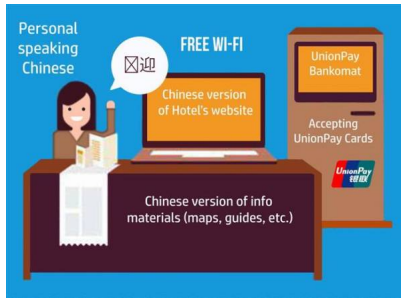 Personal
speaking
Chinese
迎
FREE WI-FI
Chinese version
of Hotel's website
UnionPay
Bankomat
Accepting
UnionPay Cards
UnionPay
银联
Chinese version of info
materials (maps, guides, etc.)